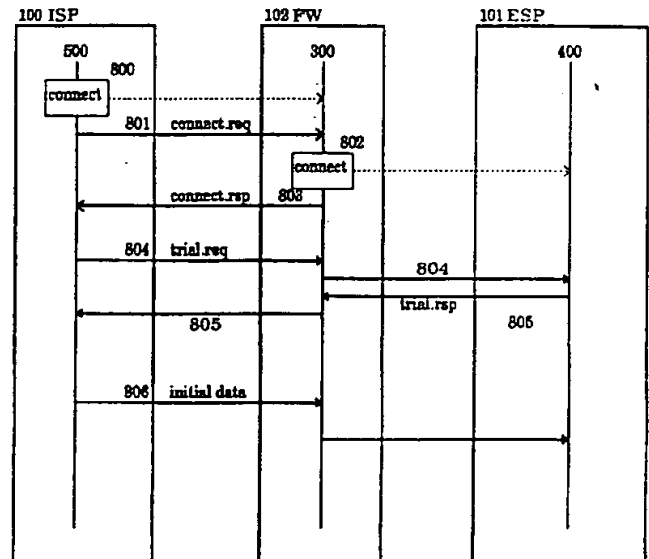 100 ISP
102 FW
101 ESP
500
300
400
800
connect
801 connect.req
802
connect
connect.rsp 803
804 trial.req
804
trial.rsp
805
805
806 initial data